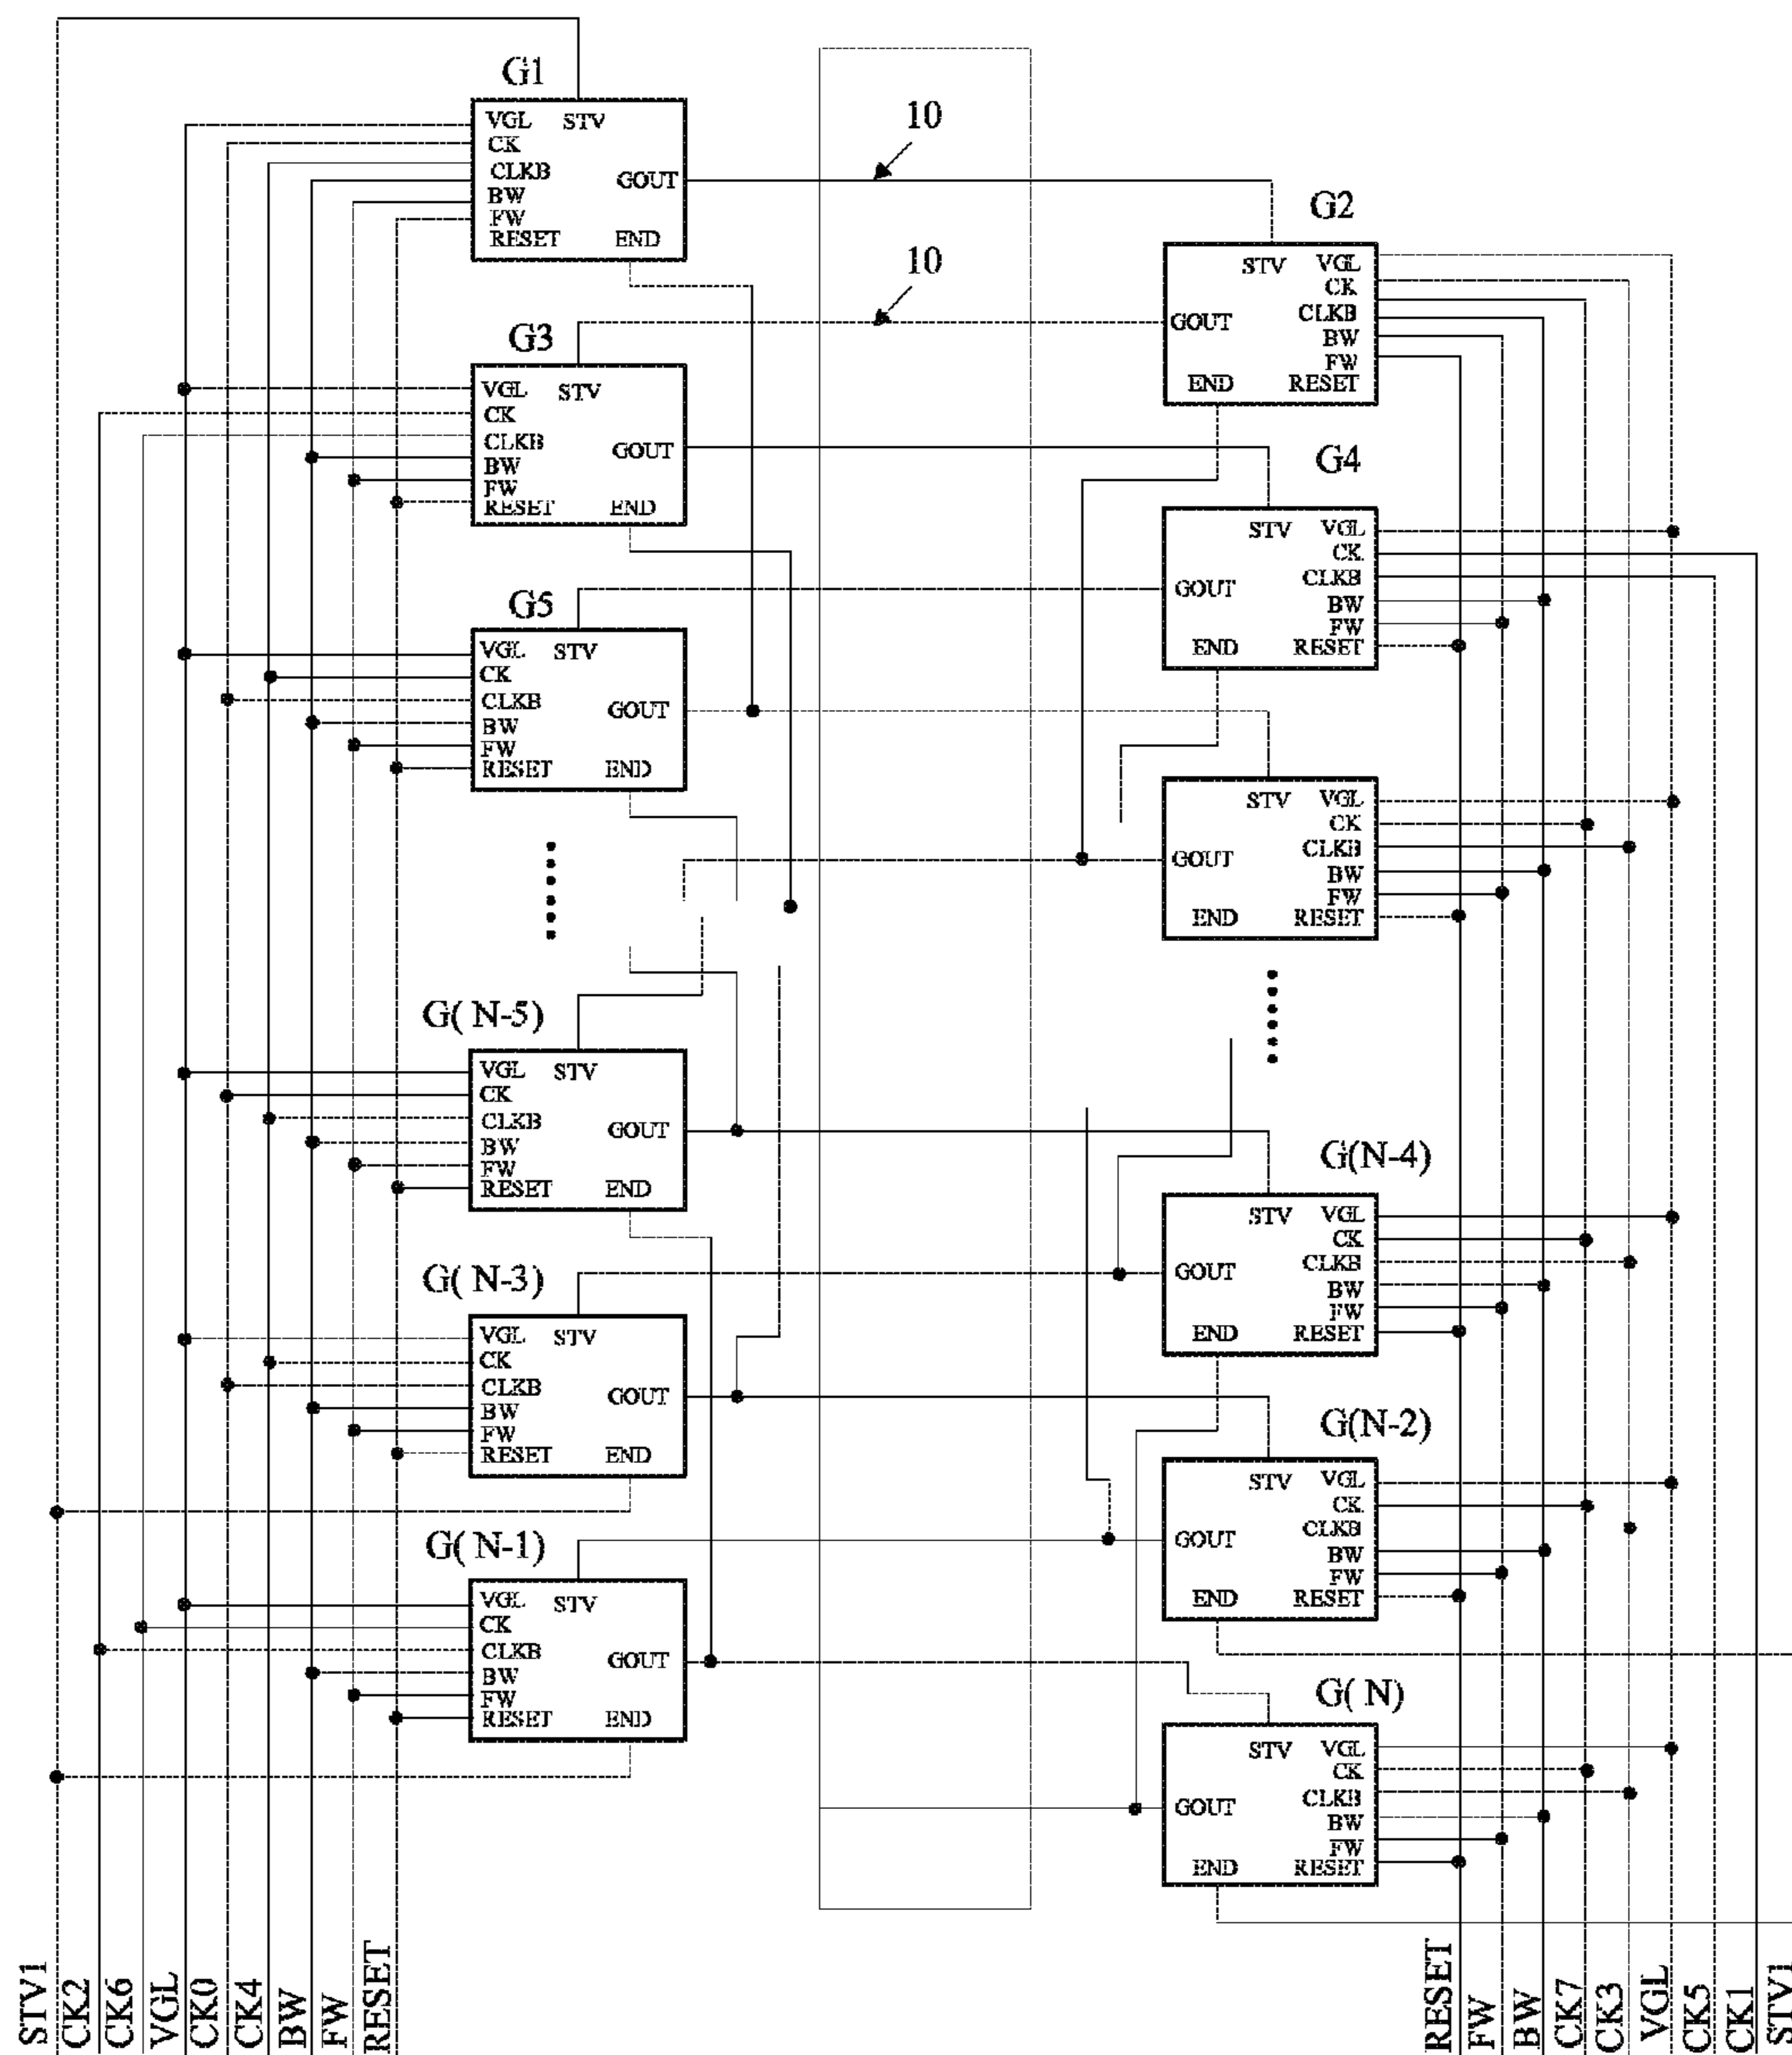 G1
VGL STV
CK
CLKB
GOUT
BW
FW
RESET END
10
G2
STV VGL
CK
CLKB
GOUT
BW
FW
END RESET
10
G3
VGL STV
CK
CLKB
GOUT
BW
FW
RESET END
G4
STV VGL
CK
CLKB
GOUT
BW
FW
END RESET
G5
VGL STV
CK
CLKB
GOUT
BW
FW
RESET END
STV VGL
CK
CLKB
GOUT
BW
FW
END RESET
G( N-5)
VGL STV
CK
CLKB
GOUT
BW
FW
RESET END
G(N-4)
STV VGL
CK
CLKB
GOUT
BW
FW
END RESET
G( N-3)
VGL STV
CK
CLKB
GOUT
BW
FW
RESET END
G(N-2)
STV VGL
CK
CLKB
GOUT
BW
FW
END RESET
G( N-1)
VGL STV
CK
CLKB
GOUT
BW
FW
RESET END
G( N)
STV VGL
CK
CLKB
GOUT
BW
FW
END RESET
STV1
CK2
CK6
VGL
CK0
CK4
BW
FW
RESET
RESET
FW
BW
CK7
CK3
VGL
CK5
CK1
STV1